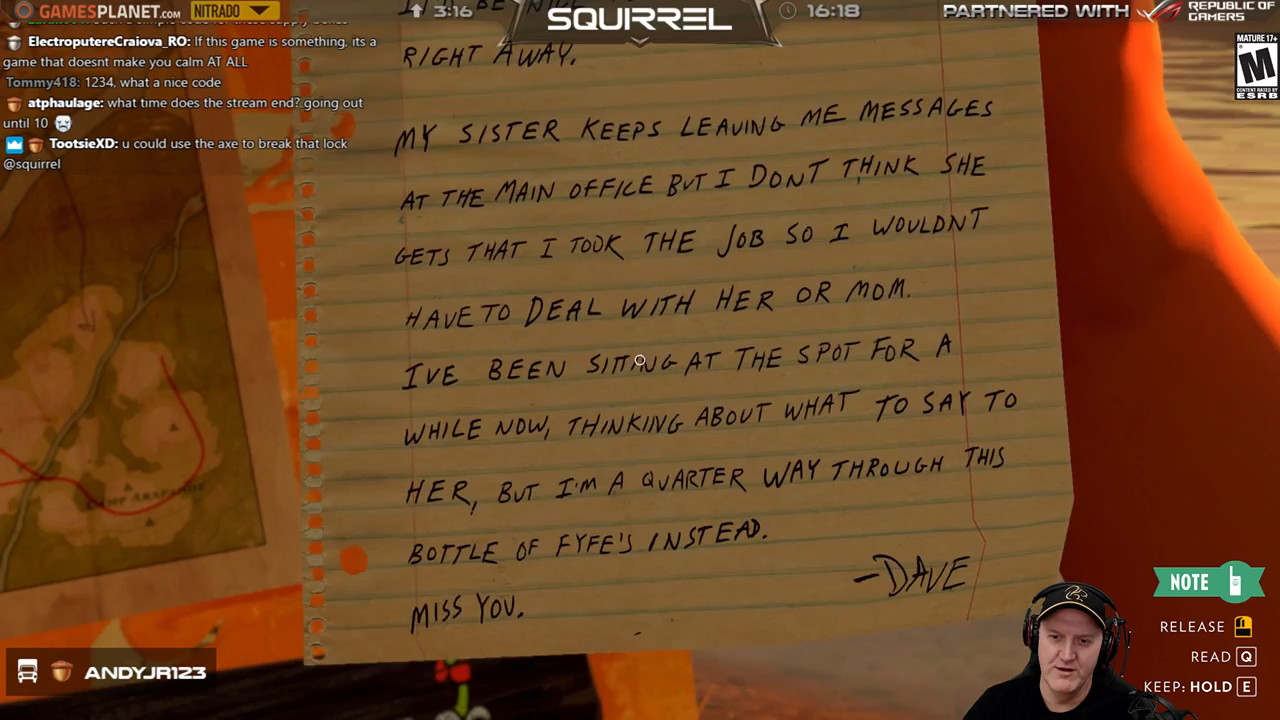 GAMESPLANET.COM
NITRADO
3:16
SQUIRREL
16:18
PARTNERED WITH
REPUBLIC OF
GAMERS
MATURE 17+
M
ESRB
ElectroputereCraiova_RO: If this game is something, its a
game that doesnt make you calm AT ALL
Tommy418: 1234, what a nice code
atphaulage: what time does the stream end? going out
until 10
TootsieXD: u could use the axe to break that lock
@squirrel
RIGHT AWAY.
MY SISTER KEEPS LEAVING ME MESSAGES
AT THE MAIN OFFICE BUT I DONT THINK SHE
GETS THAT I TOOK THE JOB SO I WOULDNT
HAVE TO DEAL WITH HER OR MOM.
IVE BEEN SITTING AT THE SPOT FOR A
WHILE NOW, THINKING ABOUT WHAT TO SAY TO
HER, BUT I'M A QUARTER WAY THROUGH THIS
BOTTLE OF FYFE'S INSTEAD.
MISS YOU.
-DAVE
NOTE
RELEASE
READ Q
KEEP: HOLD E
ANDYJR123